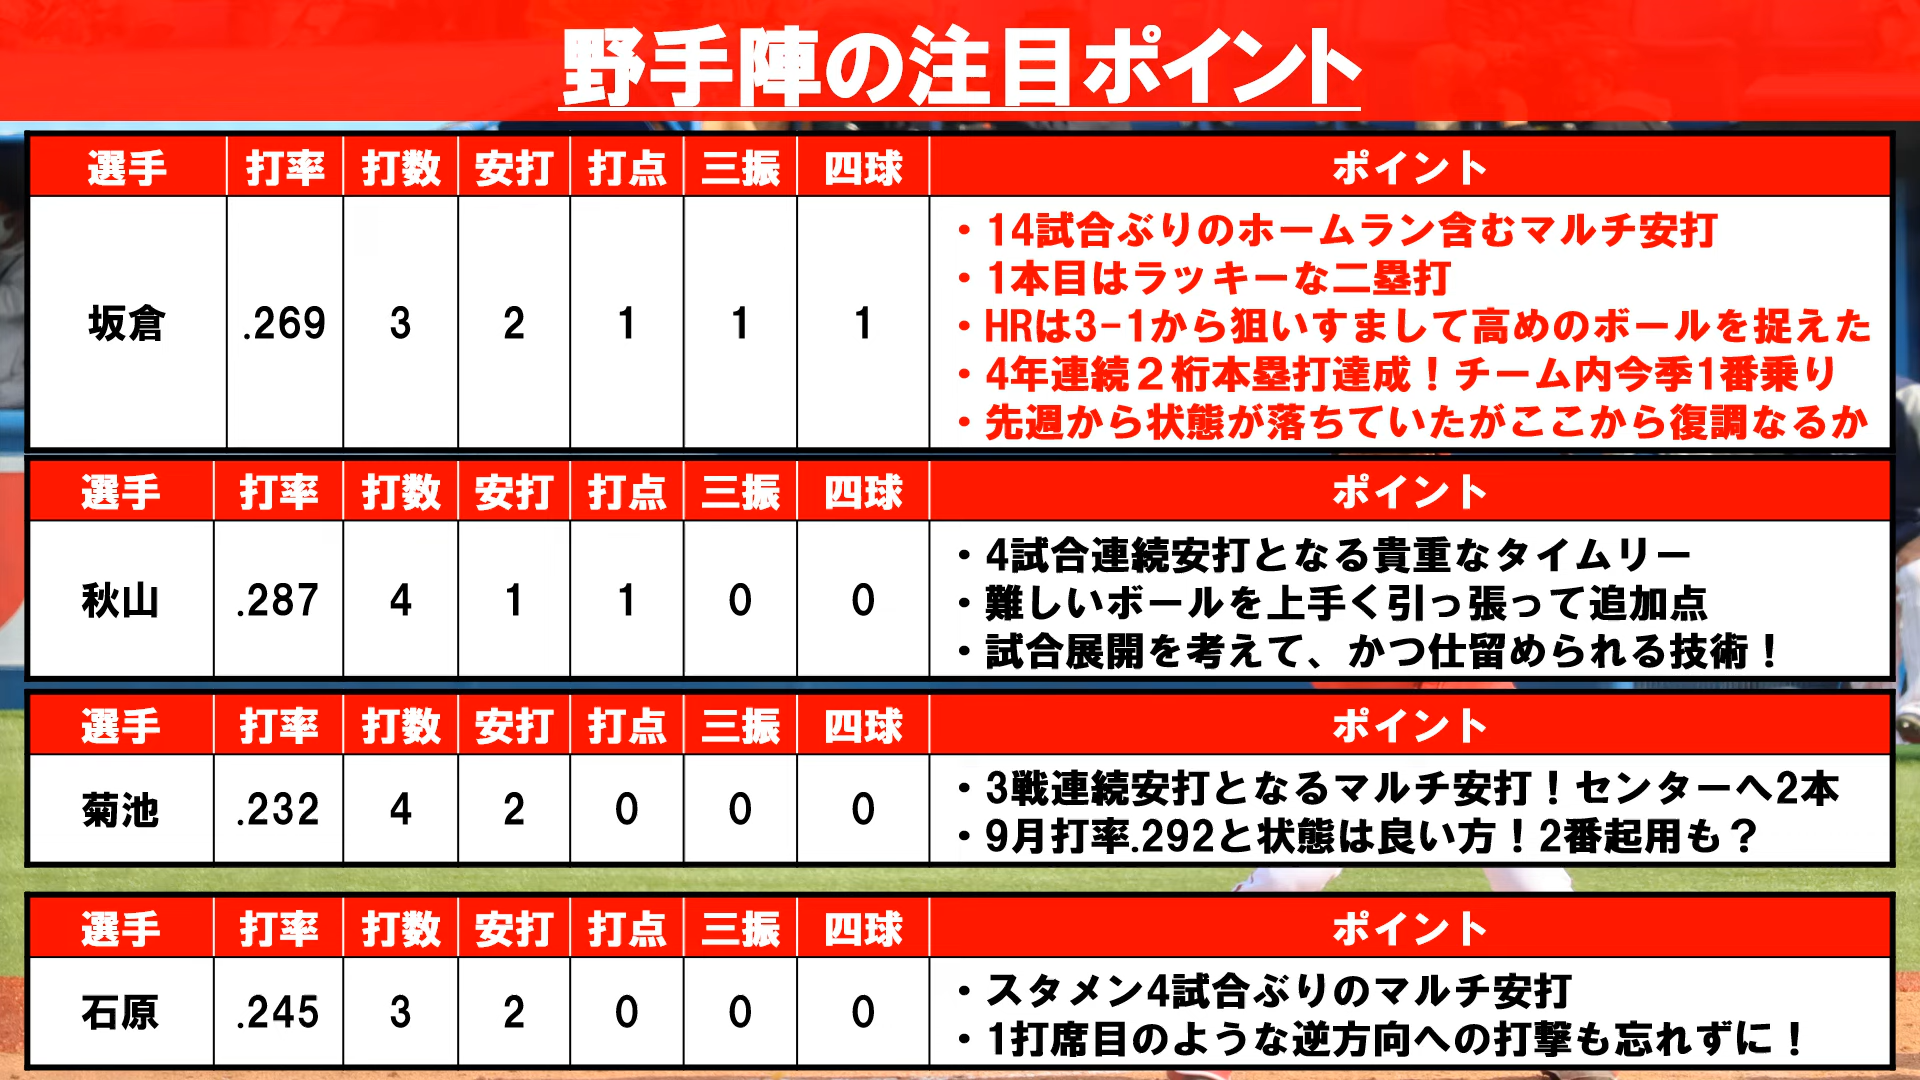 野手陣の注目ポイント
選手 打率 打数 安打 打点 三振 四球 ポイント
坂倉 .269 3 2 1 1 1
・14試合ぶりのホームラン含むマルチ安打
・1本目はラッキーな二塁打
・HRは3-1から狙いすまして高めのボールを捉えた
・4年連続２桁本塁打達成！チーム内今季1番乗り
・先週から状態が落ちていたがここから復調なるか
選手 打率 打数 安打 打点 三振 四球 ポイント
秋山 .287 4 1 1 0 0
・4試合連続安打となる貴重なタイムリー
・難しいボールを上手く引っ張って追加点
・試合展開を考えて、かつ仕留められる技術！
選手 打率 打数 安打 打点 三振 四球 ポイント
菊池 .232 4 2 0 0 0
・3戦連続安打となるマルチ安打！センターへ2本
・9月打率.292と状態は良い方！2番起用も？
選手 打率 打数 安打 打点 三振 四球 ポイント
石原 .245 3 2 0 0 0
・スタメン4試合ぶりのマルチ安打
・1打席目のような逆方向への打撃も忘れずに！